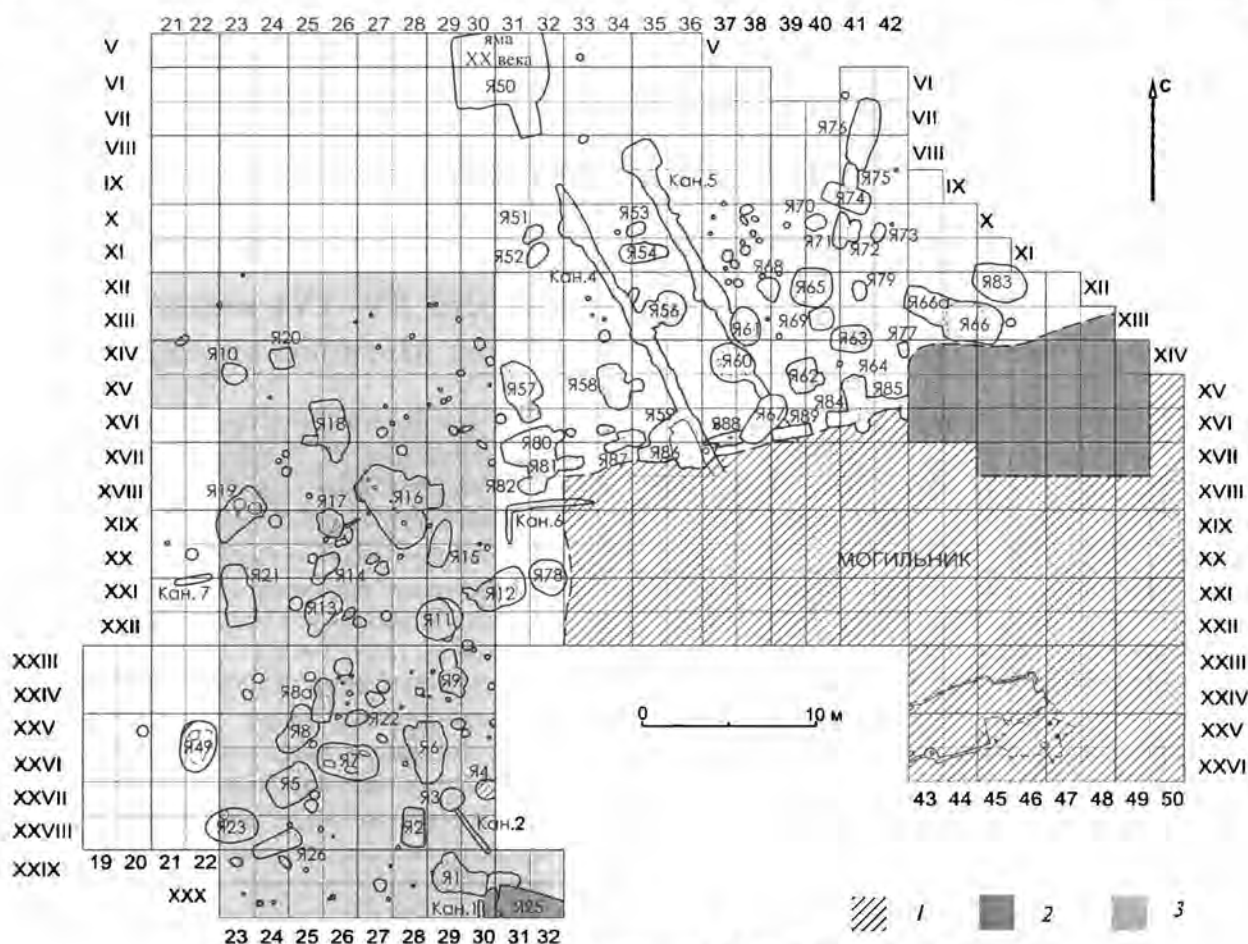 21 22 23 24 25 26 27 28 29 30 31 32 33 34 35 36 37 38 39 40 41 42
V
яма
XX века
V
VI
Я50
VI
С
VII
Я76
VII
VIII
VIII
IX
Кан.5
Я75
IX
Я74
X
Я51
Я53
Я70
X
Я71
Я73
XI
Я52
Я54
Я72
XI
Кан.4
Я68
XII
Я65
Я79
Я83
XII
Я66а
XIII
Я56
Я61
Я69
Я66
XIII
Я20
Я63
Я77
XIV
Я10
Я60
Я64
XIV
XV
Я57
Я58
Я62
Я85
XV
Я84
XVI
Я18
Я59
Я67
Я89
XVI
Я88
XVII
Я80
Я87
Я86
XVII
Я81
XVIII
Я19
Я17
Я16
Я82
XVIII
XIX
Кан.6
XIX
XX
Я15
МОГИЛЬНИК
XX
Я21
Я14
Я78
XXI
Кан. 7
Я12
XXI
Я13
XXII
Я11
XXII
XXIII
XXIII
Я9
XXIV
Я8а
XXIV
Я22
0 10 м
XXV
Я49
Я8
Я6
XXV
XXVI
Я7
XXVI
Я5
Я4
XXVII
Я3
43 44 45 46 47 48 49 50
XXVIII
Я23
Я2
Кан.2
Я26
19 20 21 22
XXIX
Я1
XXX
Кан.1
Я25
1 2 3
23 24 25 26 27 28 29 30 31 32